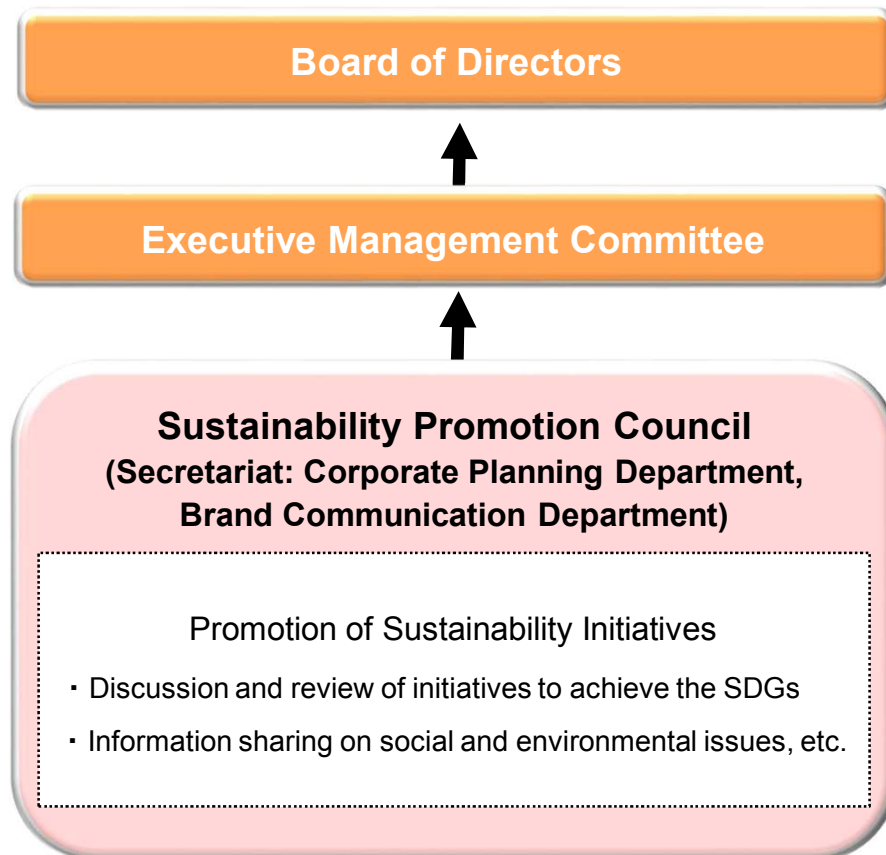 Board of Directors
Executive Management Committee
Sustainability Promotion Council
(Secretariat: Corporate Planning Department,
Brand Communication Department)
Promotion of Sustainability Initiatives
・Discussion and review of initiatives to achieve the SDGs
・Information sharing on social and environmental issues, etc.